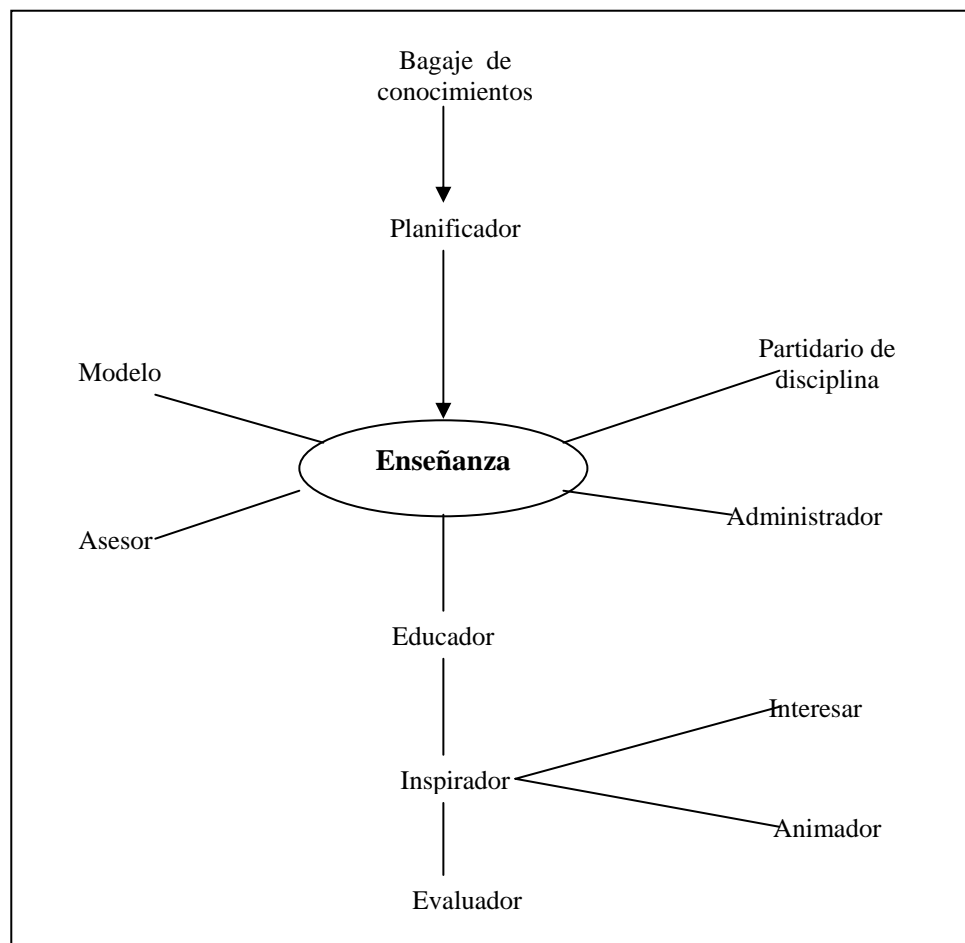 Bagaje de
conocimientos
Planificador
Partidario de
disciplina
Modelo
Enseñanza
Administrador
Asesor
Educador
Interesar
Inspirador
Animador
Evaluador